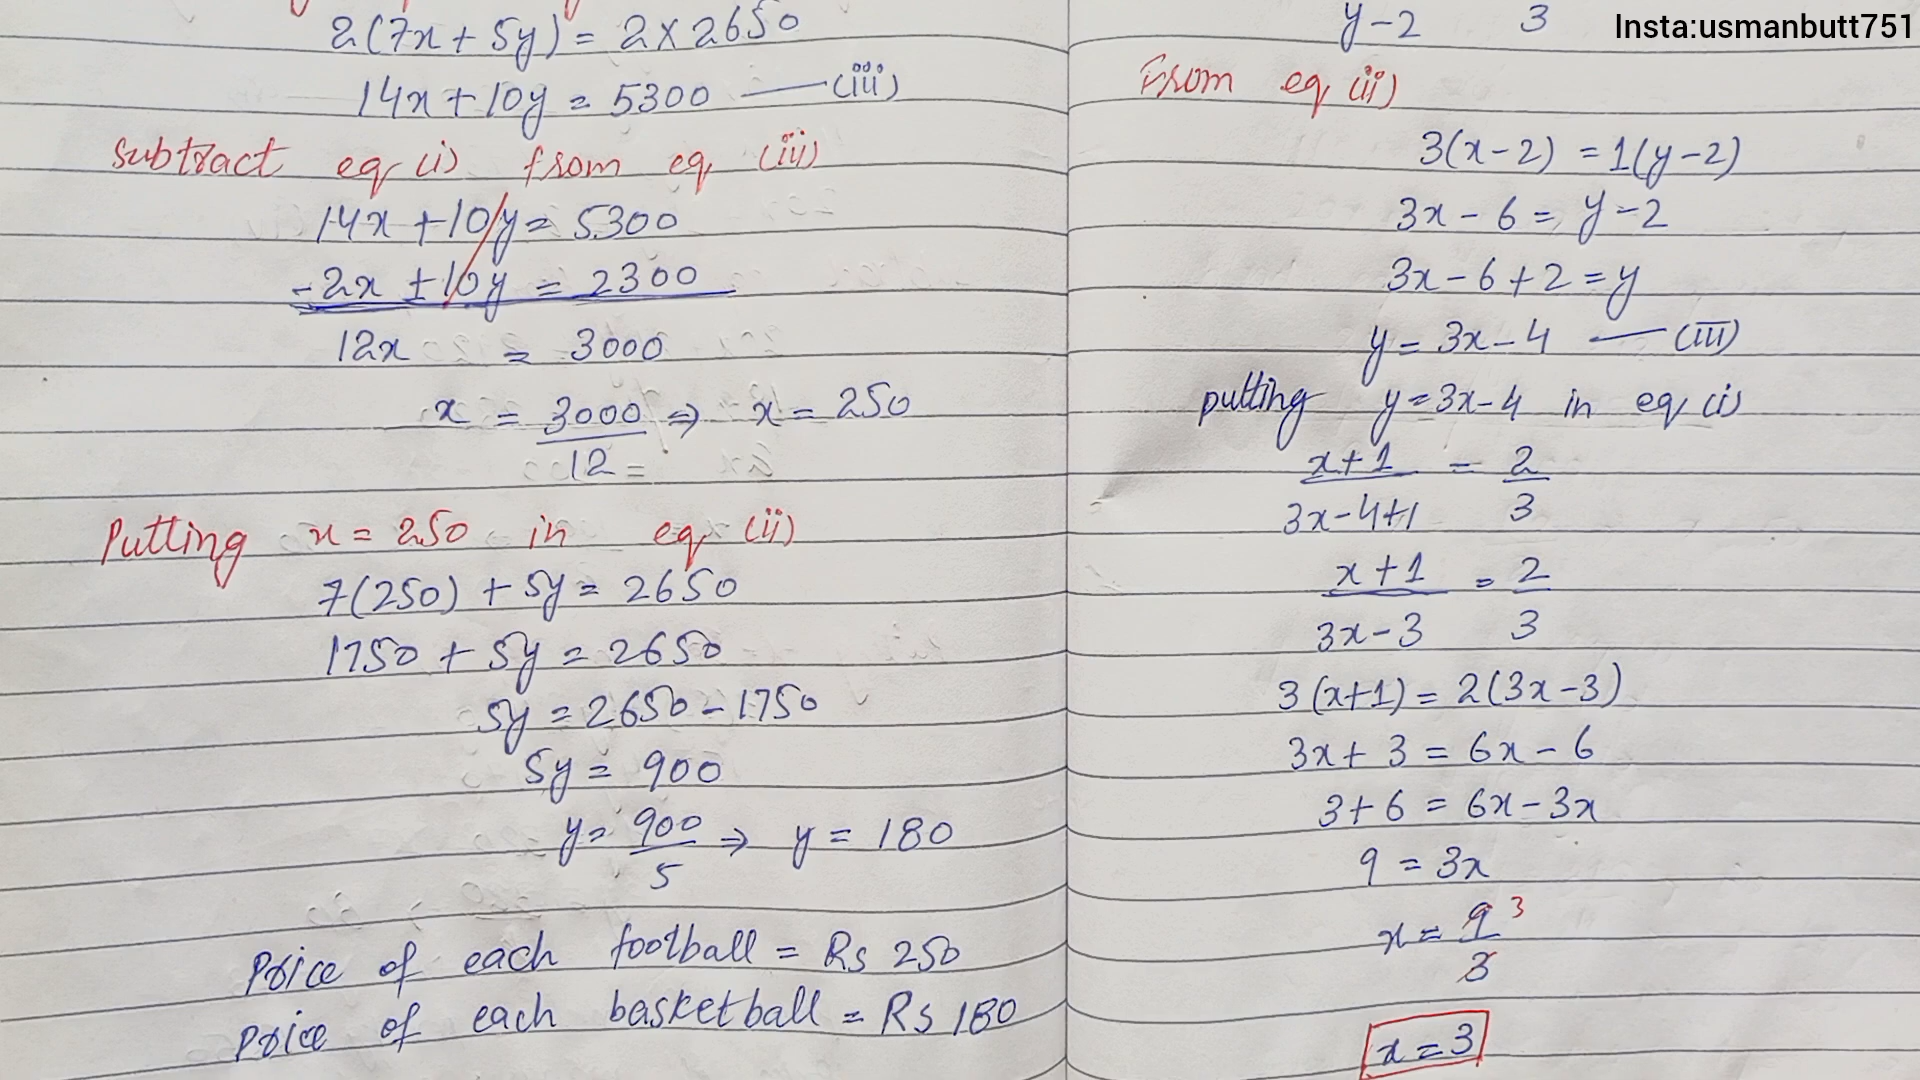 2(7x + 5y) = 2 × 2650
14x + 10y = 5300 —— (iii)
subtract eq (i) from eq (iii)
14x + 10y = 5300
-2x ± 10y = 2300
12x = 3000
x = 3000/12 ⇒ x = 250
Putting x = 250 in eq (ii)
7(250) + 5y = 2650
1750 + 5y = 2650
5y = 2650 - 1750
5y = 900
y = 900/5 ⇒ y = 180
Price of each football = Rs 250
Price of each basketball = Rs 180
Insta:usmanbutt751
y-2 3
From eq (ii)
3(x-2) = 1(y-2)
3x - 6 = y - 2
3x - 6 + 2 = y
y = 3x - 4 —— (III)
putting y = 3x-4 in eq (i)
x+1 = 2
3x-4+1 3
x+1 = 2
3x-3 3
3(x+1) = 2(3x-3)
3x + 3 = 6x - 6
3 + 6 = 6x - 3x
9 = 3x
x = 9 3
3
x = 3